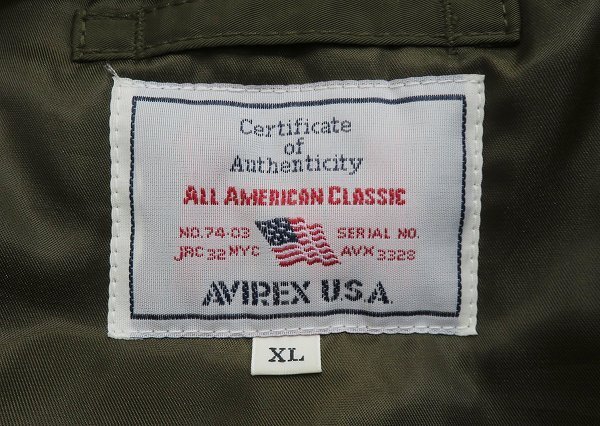 Certificate
of
Authenticity
ALL AMERICAN CLASSIC
NO.74-03 SERIAL NO.
JRC 32 NYC AVX 3328
AVIREX U.S.A.
XL